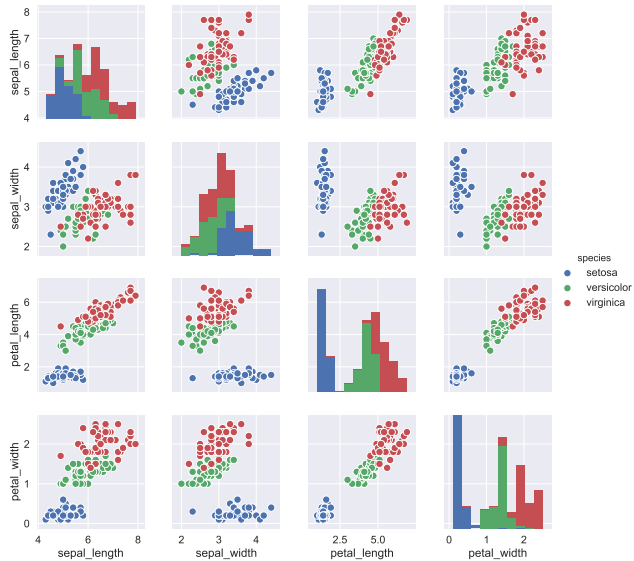 sepal_length
8
7
6
5
4
sepal_width
4
3
2
petal_length
6
4
2
petal_width
2
1
0
4 6 8
sepal_length
2 3 4
sepal_width
2.5 5.0
petal_length
0 1 2
petal_width
species
setosa
versicolor
virginica